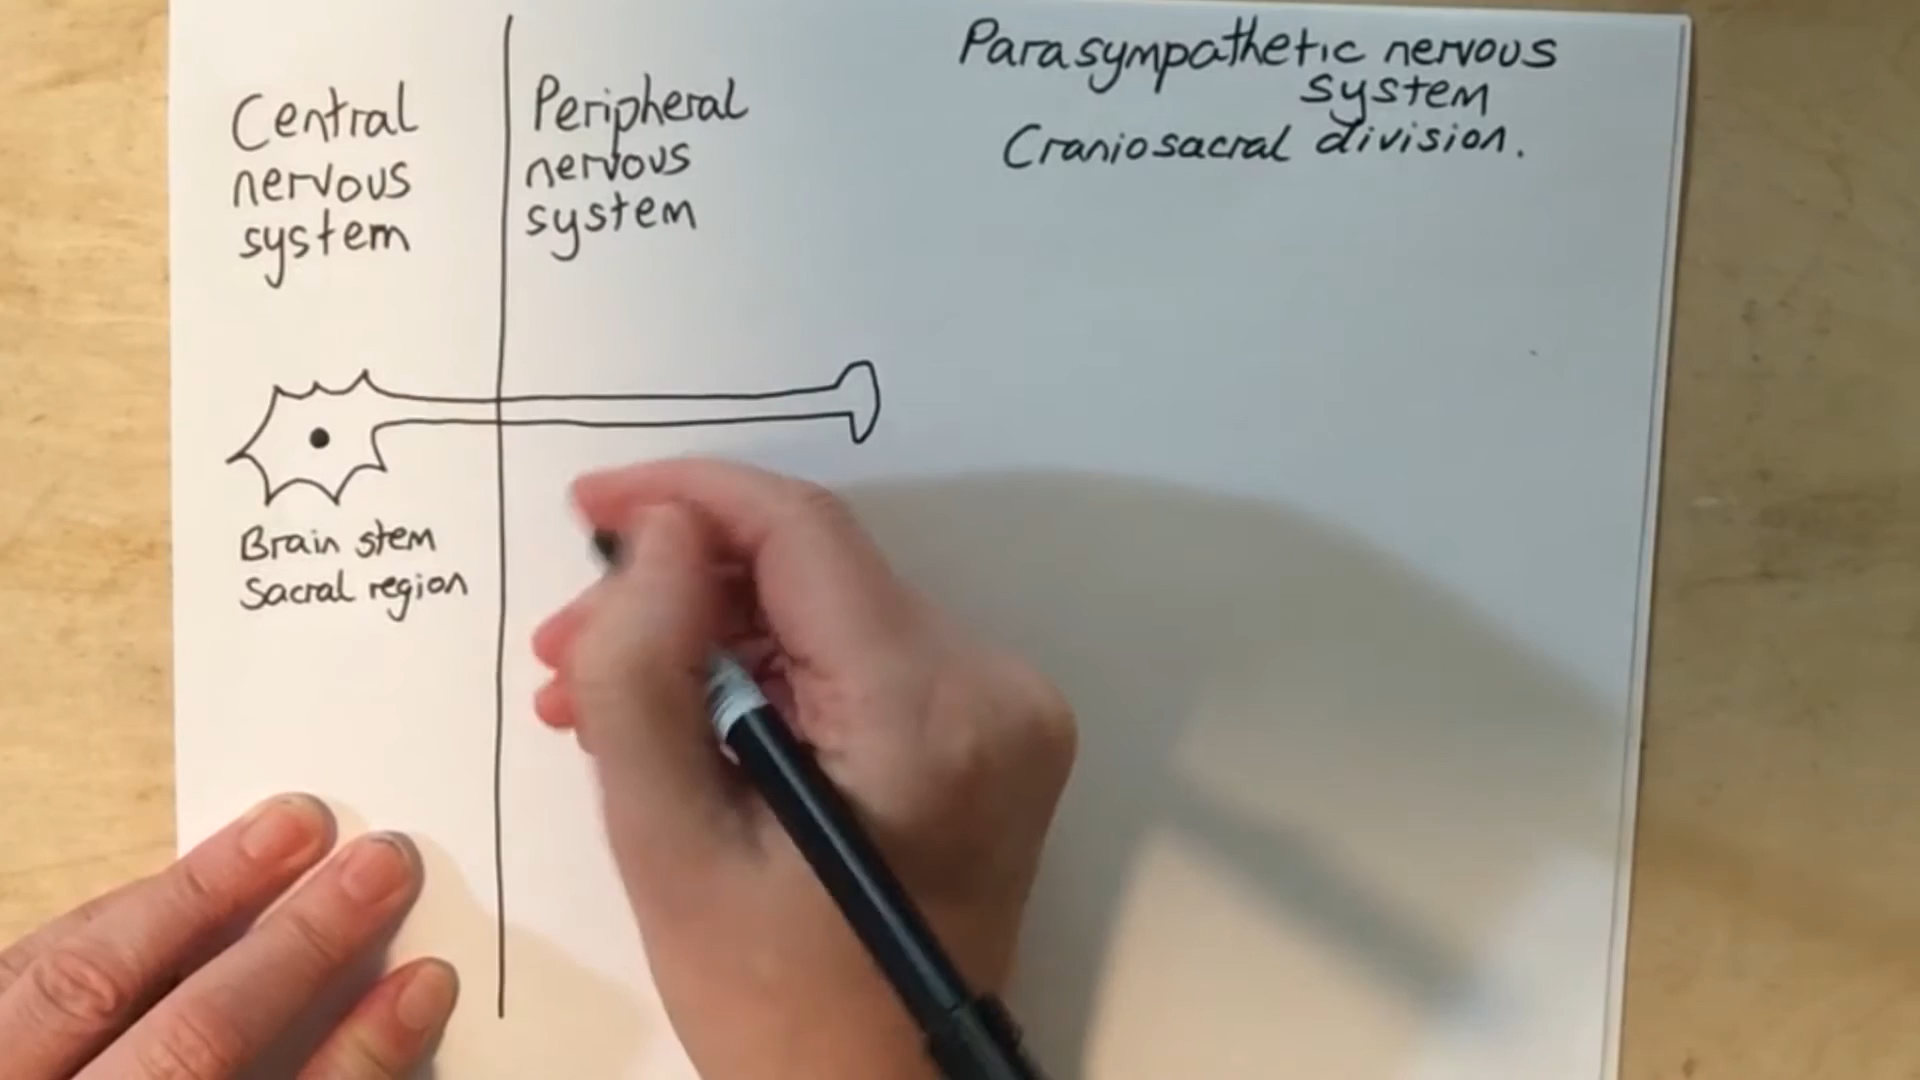 Central
nervous
system
Peripheral
nervous
system
Parasympathetic nervous
system
Craniosacral division.
Brain stem
Sacral region